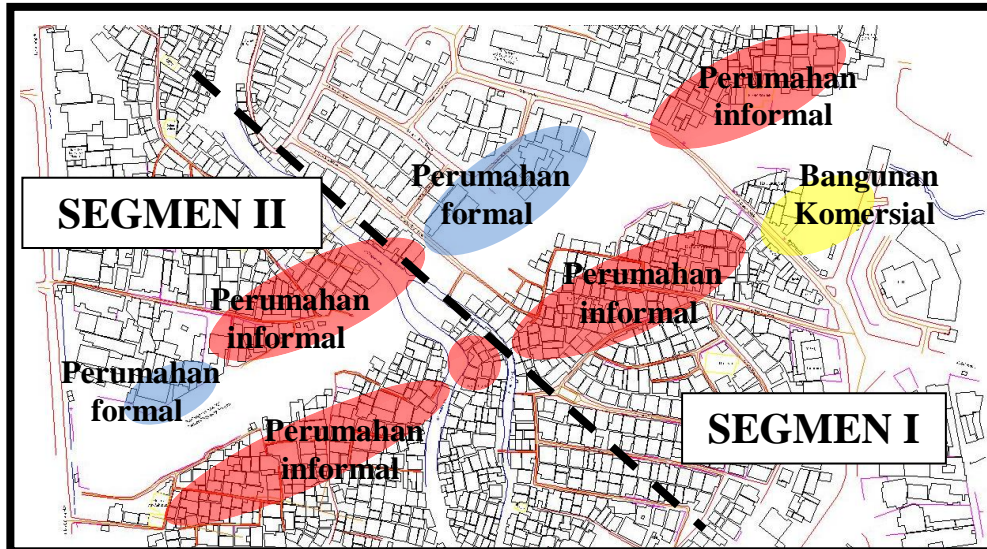 Perumahan
informal
Perumahan
formal
Bangunan
Komersial
SEGMEN II
Perumahan
informal
Perumahan
informal
Perumahan
formal
Perumahan
informal
SEGMEN I